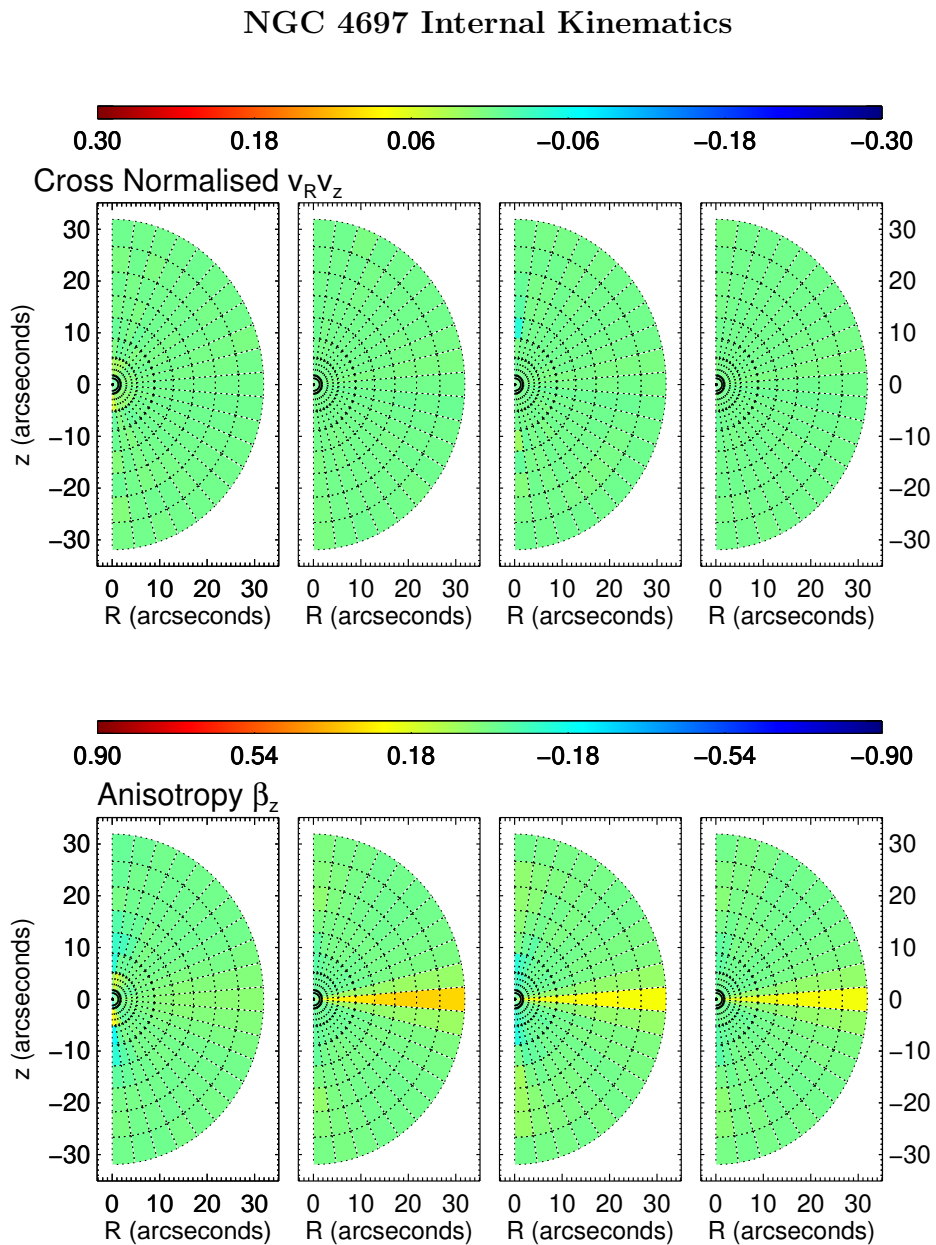 NGC 4697 Internal Kinematics
0.30 0.18 0.06 −0.06 −0.18 −0.30
Cross Normalised vRvz
30 30
20 20
10 10
0 0
−10 −10
−20 −20
−30 −30
z (arcseconds)
0 10 20 30 0 10 20 30 0 10 20 30 0 10 20 30
R (arcseconds) R (arcseconds) R (arcseconds) R (arcseconds)
0.90 0.54 0.18 −0.18 −0.54 −0.90
Anisotropy βz
30 30
20 20
10 10
0 0
−10 −10
−20 −20
−30 −30
z (arcseconds)
0 10 20 30 0 10 20 30 0 10 20 30 0 10 20 30
R (arcseconds) R (arcseconds) R (arcseconds) R (arcseconds)